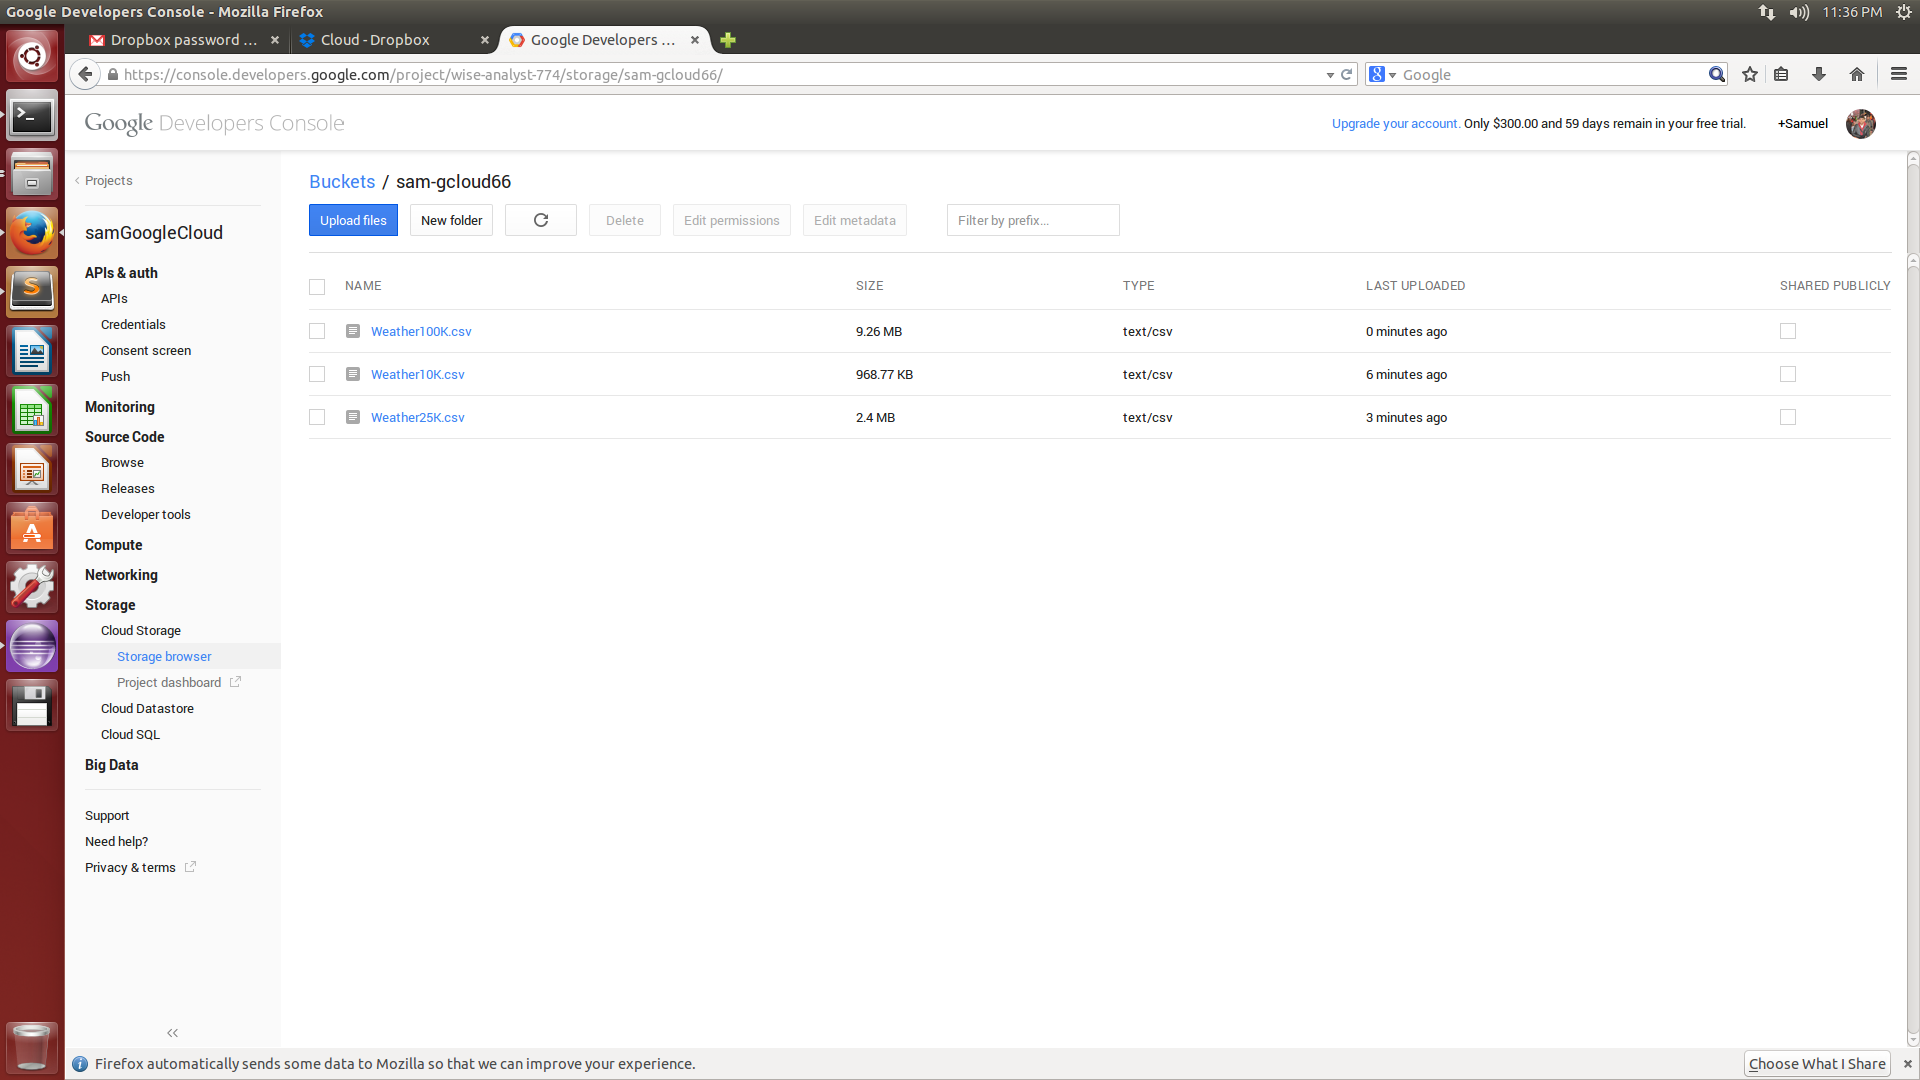 Google Developers Console - Mozilla Firefox
11:36 PM
Dropbox password ...
Cloud - Dropbox
Google Developers ...
https://console.developers.google.com/project/wise-analyst-774/storage/sam-gcloud66/
Google
Google Developers Console
Upgrade your account. Only $300.00 and 59 days remain in your free trial.
+Samuel
Projects
samGoogleCloud
APIs & auth
APIs
Credentials
Consent screen
Push
Monitoring
Source Code
Browse
Releases
Developer tools
Compute
Networking
Storage
Cloud Storage
Storage browser
Project dashboard
Cloud Datastore
Cloud SQL
Big Data
Support
Need help?
Privacy & terms
Buckets / sam-gcloud66
Upload files
New folder
Delete
Edit permissions
Edit metadata
Filter by prefix...
NAME SIZE TYPE LAST UPLOADED SHARED PUBLICLY
Weather100K.csv 9.26 MB text/csv 0 minutes ago
Weather10K.csv 968.77 KB text/csv 6 minutes ago
Weather25K.csv 2.4 MB text/csv 3 minutes ago
Firefox automatically sends some data to Mozilla so that we can improve your experience.
Choose What I Share